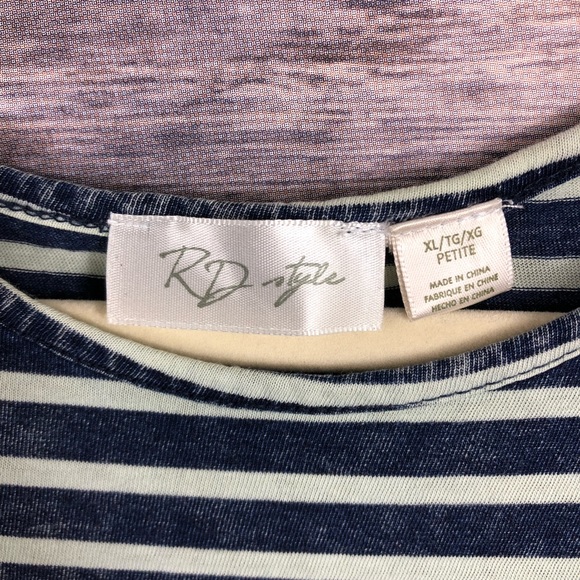 RD style
XL/TG/XG
PETITE
MADE IN CHINA
FABRIQUE EN CHINE
HECHO EN CHINA